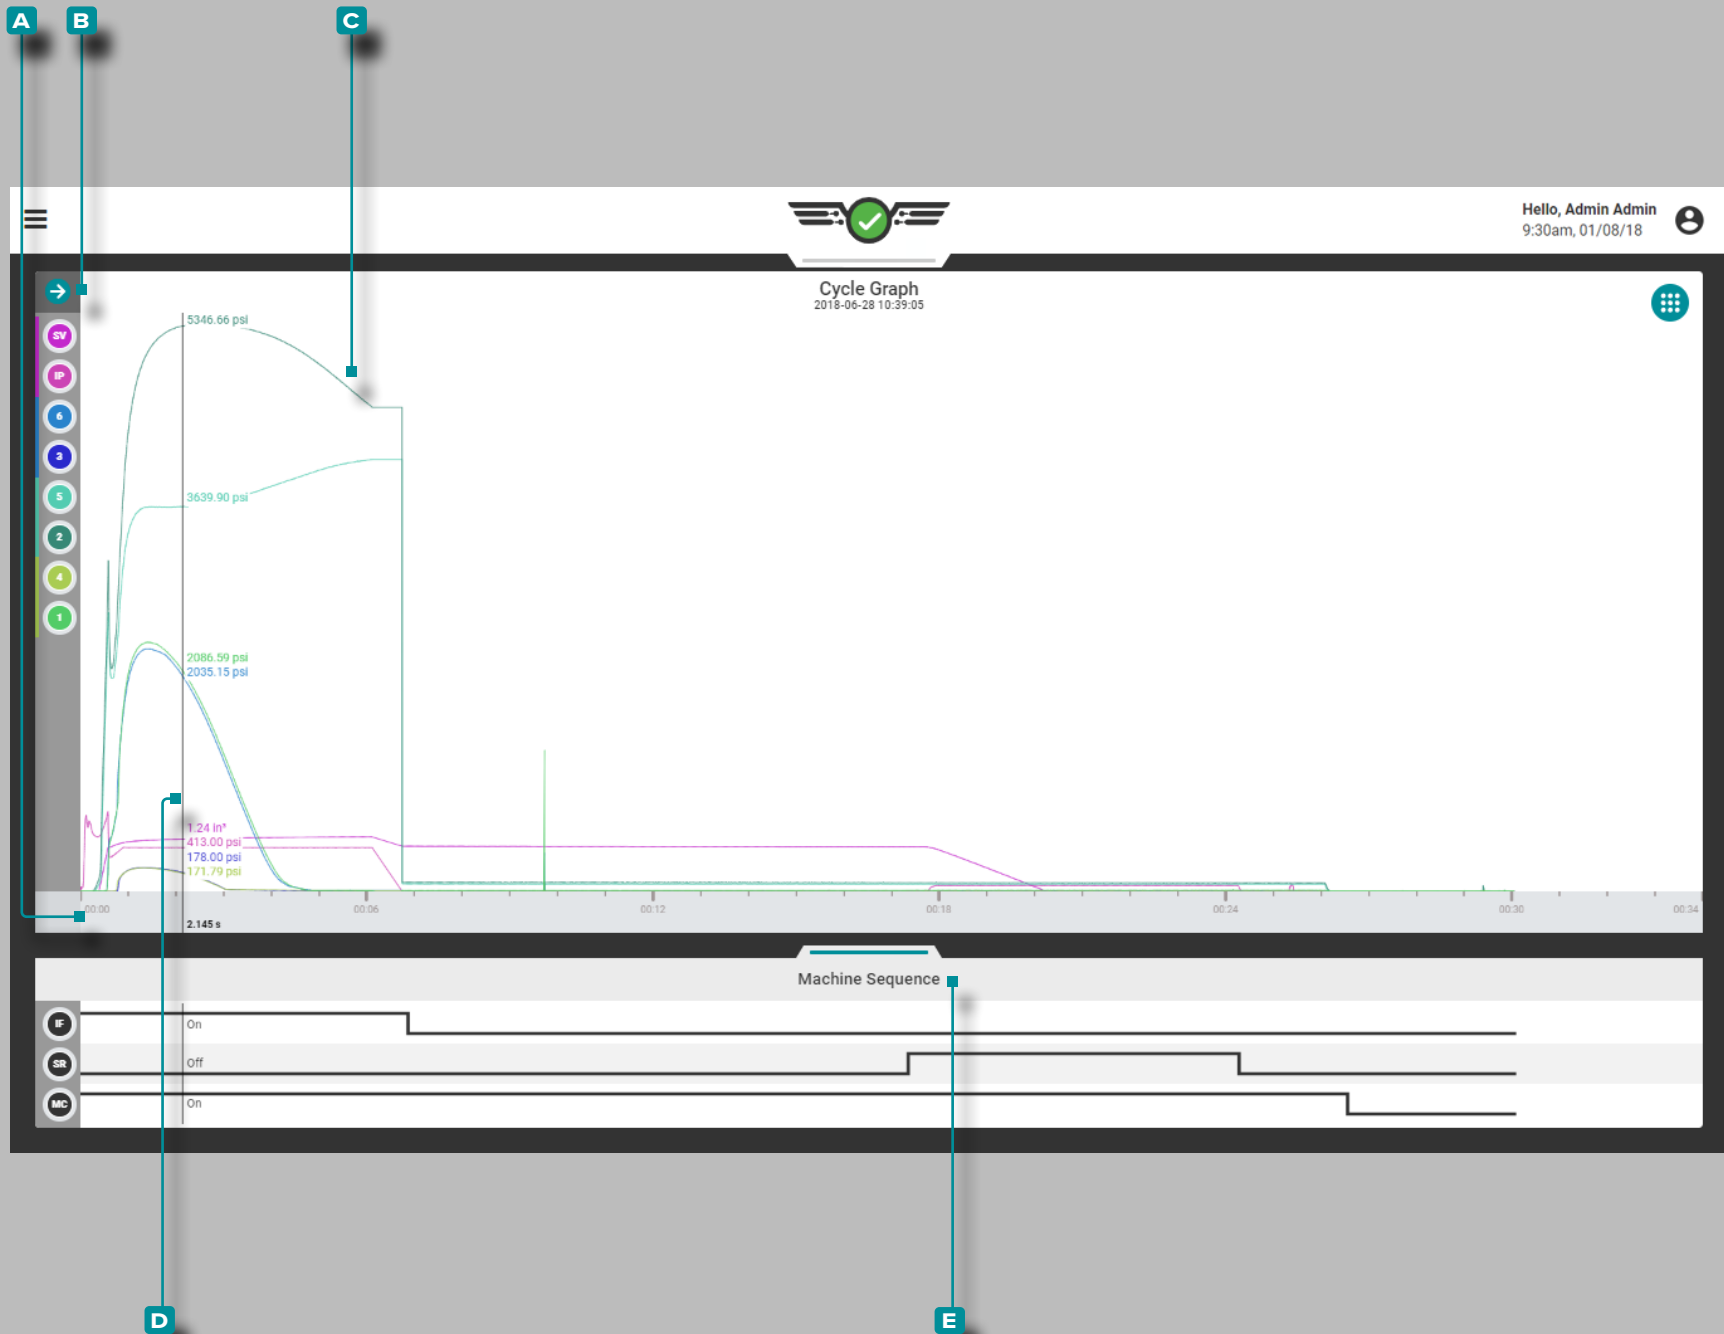 A
B
C
Hello, Admin Admin
9:30am, 01/08/18
Cycle Graph
2018-06-28 10:39:05
SV
IP
6
3
5
2
4
1
5346.66 psi
3639.90 psi
2086.59 psi
2035.15 psi
1.24 in³
413.00 psi
178.00 psi
171.79 psi
00:00
00:06
00:12
00:18
00:24
00:30
00:34
2.145 s
Machine Sequence
IF
On
SR
Off
MC
On
D
E